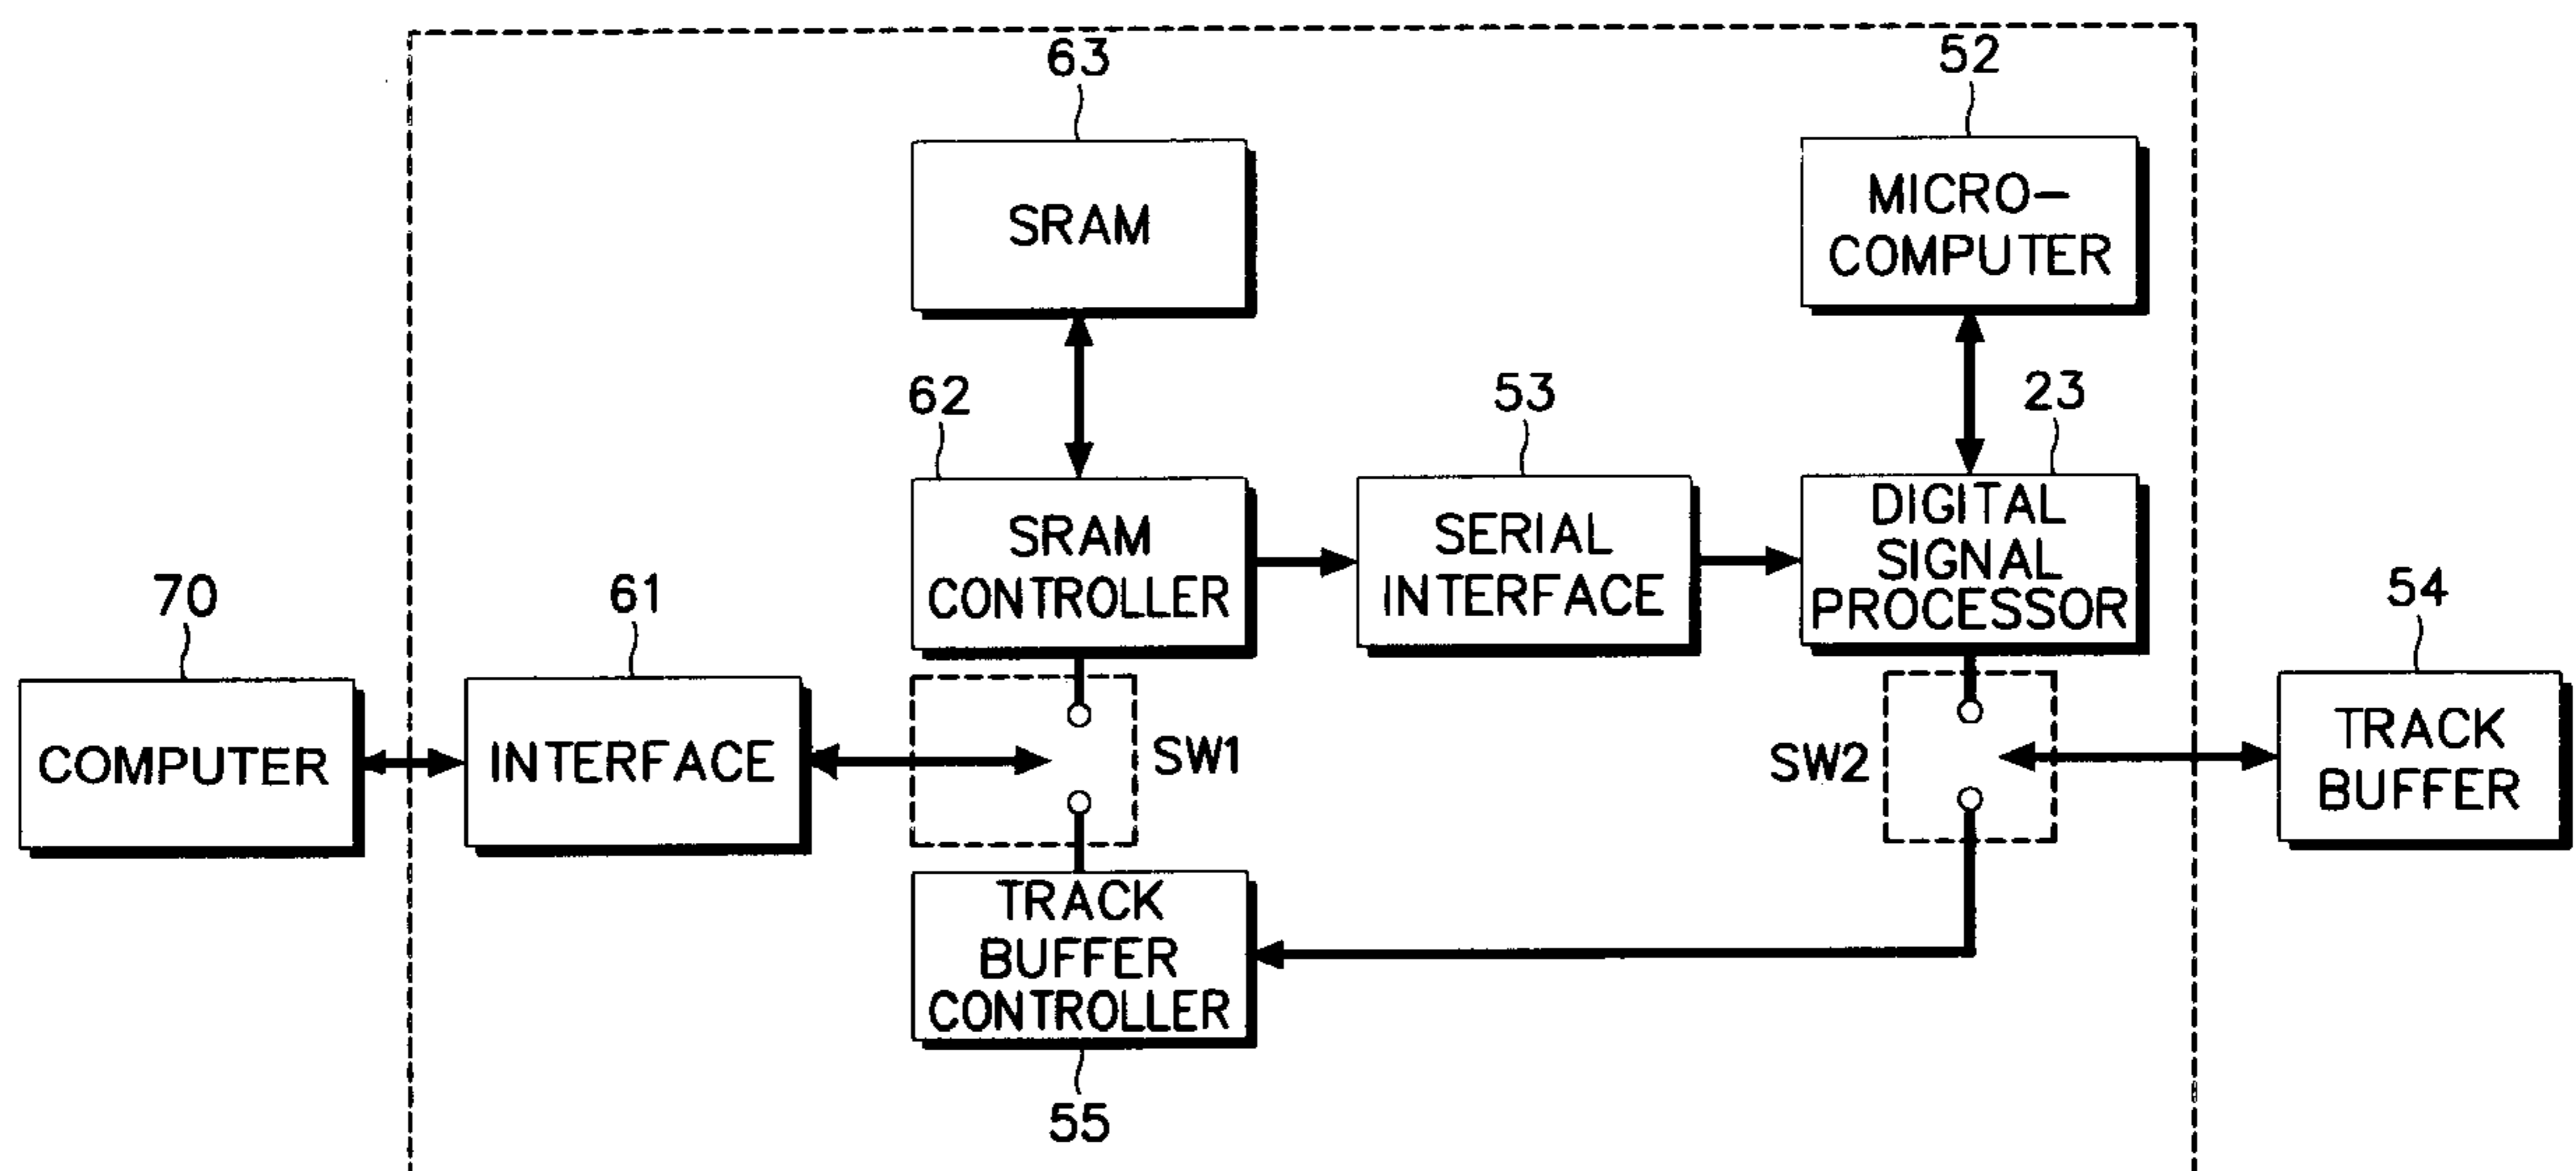 63
52
SRAM
MICRO-
COMPUTER
62
53
23
SRAM
CONTROLLER
SERIAL
INTERFACE
DIGITAL
SIGNAL
PROCESSOR
70
61
54
COMPUTER
INTERFACE
SW1
SW2
TRACK
BUFFER
TRACK
BUFFER
CONTROLLER
55